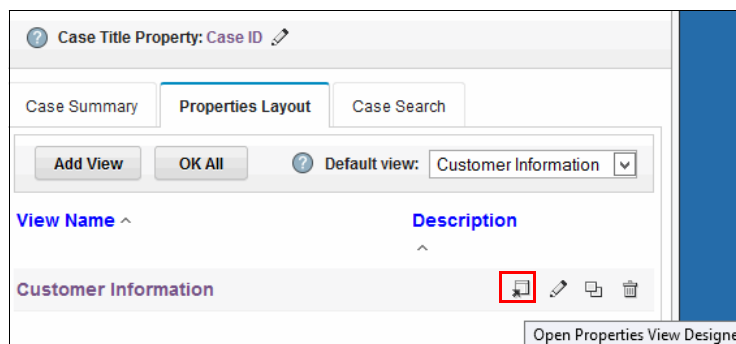 Case Title Property: Case ID
Case Summary Properties Layout Case Search
Add View OK All Default view: Customer Information
View Name Description
Customer Information
Open Properties View Designe